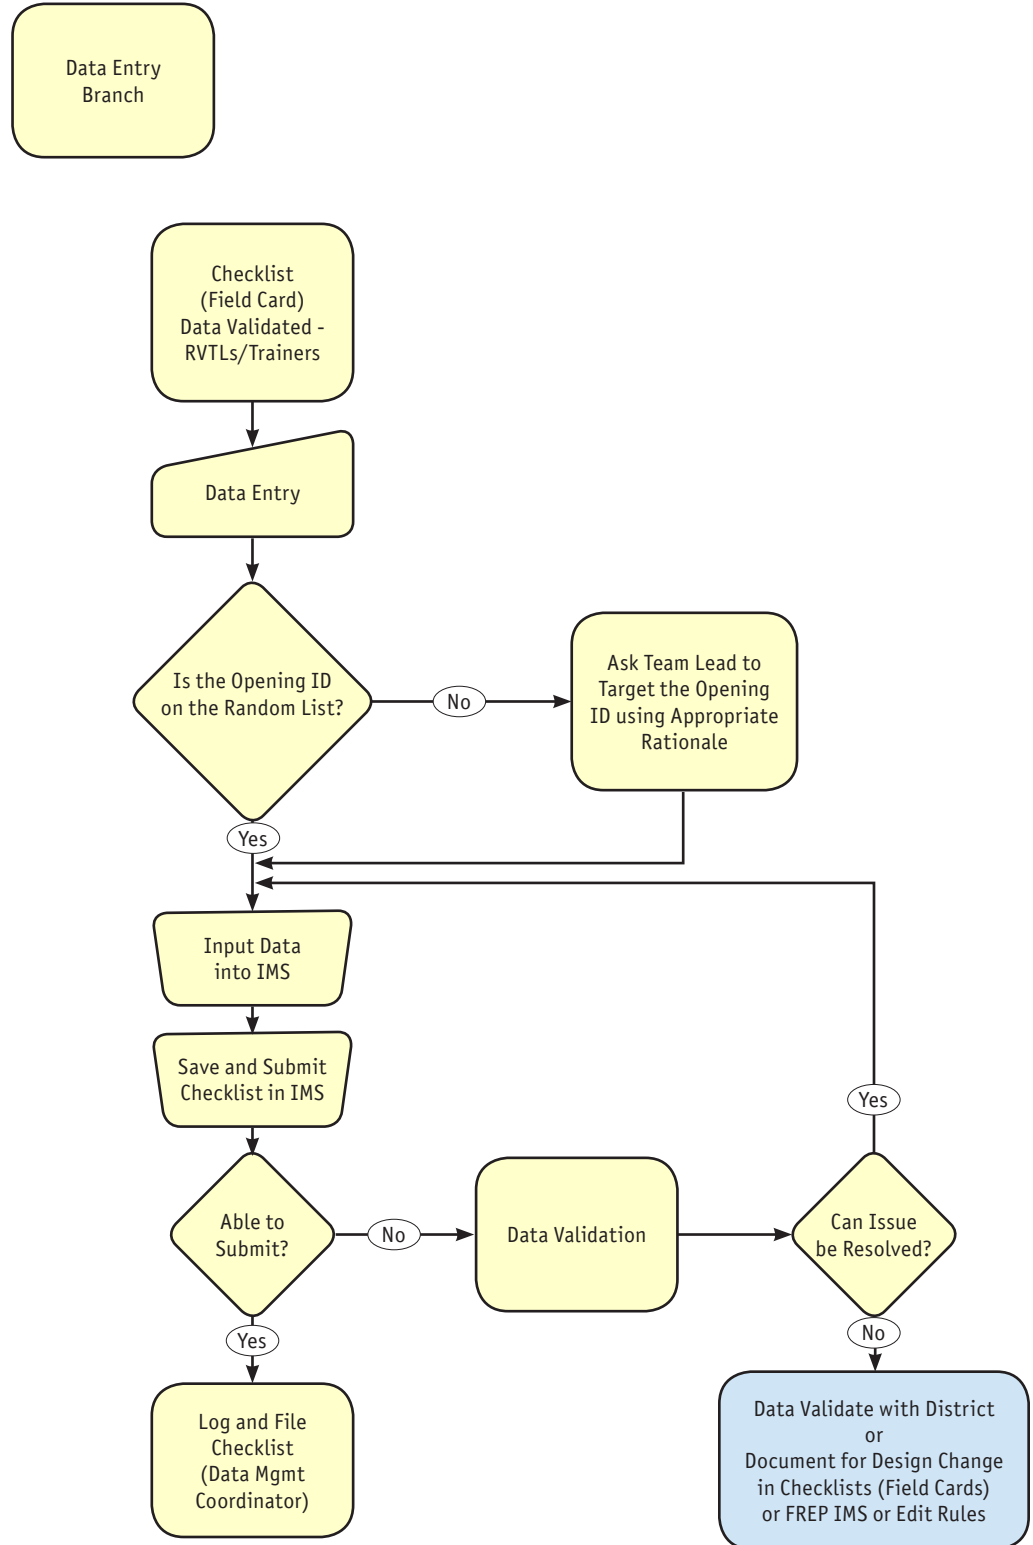 Data Entry
Branch
Checklist
(Field Card)
Data Validated -
RVTLs/Trainers
Data Entry
Is the Opening ID
on the Random List?
No
Ask Team Lead to
Target the Opening
ID using Appropriate
Rationale
Yes
Input Data
into IMS
Save and Submit
Checklist in IMS
Yes
Able to
Submit?
No
Data Validation
Can Issue
be Resolved?
Yes
No
Log and File
Checklist
(Data Mgmt
Coordinator)
Data Validate with District
or
Document for Design Change
in Checklists (Field Cards)
or FREP IMS or Edit Rules